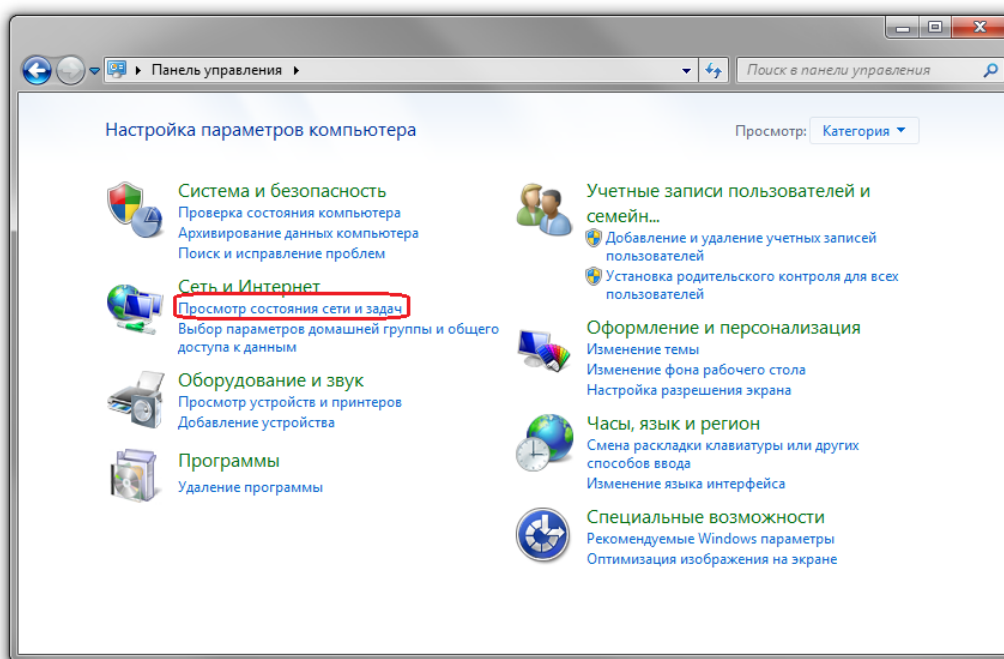 Панель управления
Поиск в панели управления
Настройка параметров компьютера
Просмотр: Категория
Система и безопасность
Проверка состояния компьютера
Архивирование данных компьютера
Поиск и исправление проблем
Сеть и Интернет
Просмотр состояния сети и задач
Выбор параметров домашней группы и общего
доступа к данным
Оборудование и звук
Просмотр устройств и принтеров
Добавление устройства
Программы
Удаление программы
Учетные записи пользователей и
семейн...
Добавление и удаление учетных записей
пользователей
Установка родительского контроля для всех
пользователей
Оформление и персонализация
Изменение темы
Изменение фона рабочего стола
Настройка разрешения экрана
Часы, язык и регион
Смена раскладки клавиатуры или других
способов ввода
Изменение языка интерфейса
Специальные возможности
Рекомендуемые Windows параметры
Оптимизация изображения на экране